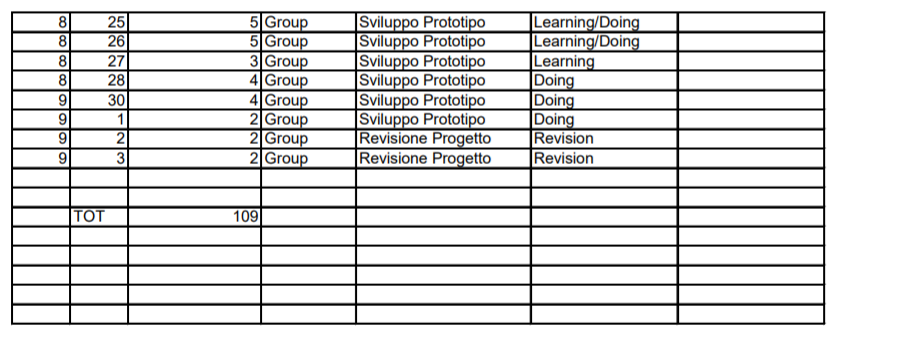 8 25 5 Group Sviluppo Prototipo Learning/Doing
8 26 5 Group Sviluppo Prototipo Learning/Doing
8 27 3 Group Sviluppo Prototipo Learning
8 28 4 Group Sviluppo Prototipo Doing
9 30 4 Group Sviluppo Prototipo Doing
9 1 2 Group Sviluppo Prototipo Doing
9 2 2 Group Revisione Progetto Revision
9 3 2 Group Revisione Progetto Revision
TOT 109